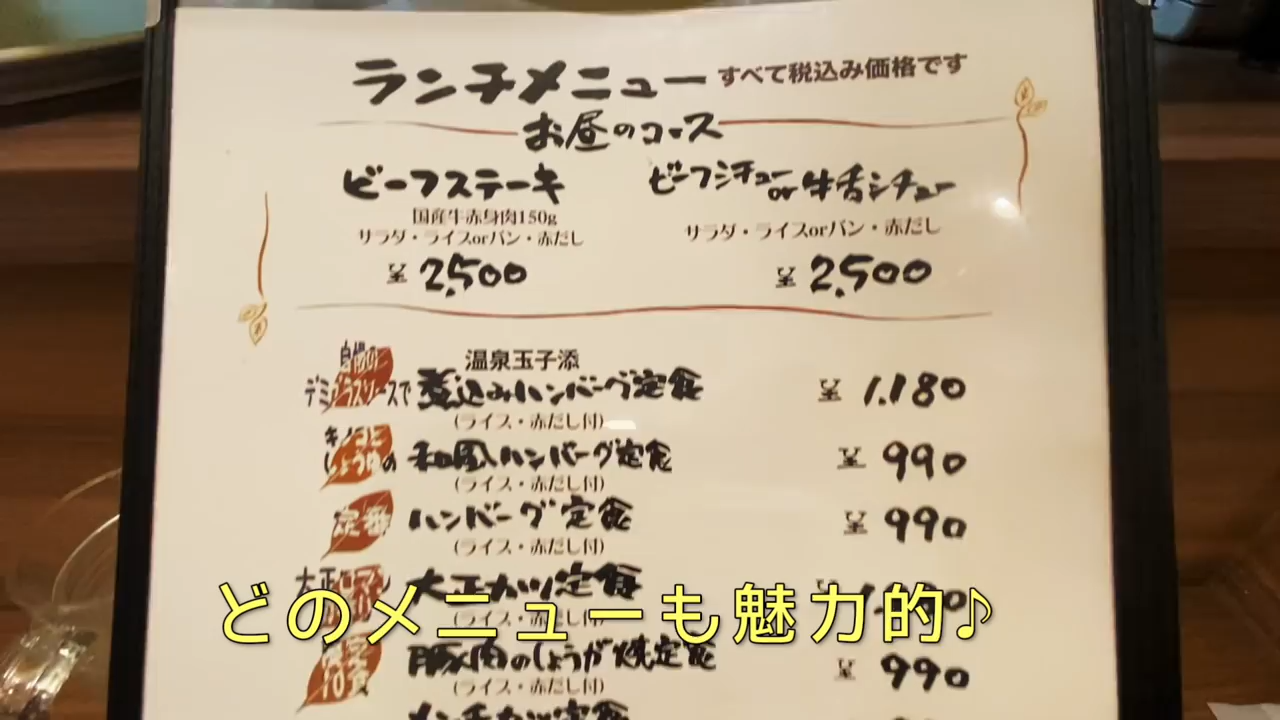 ランチメニュー すべて税込み価格です
お昼のコース
ビーフステーキ
国産牛赤身肉150g
サラダ・ライスorパン・赤だし
¥2,500
ビーフシチューor牛舌シチュー
サラダ・ライスorパン・赤だし
¥2,500
温泉玉子添
自慢の
デミグラスソースで 煮込みハンバーグ定食 ¥1,180
(ライス・赤だし付)
キノコと
しょうゆの 和風ハンバーグ定食 ¥990
(ライス・赤だし付)
定番 ハンバーグ定食 ¥990
(ライス・赤だし付)
大正カツ定食
(ライス・赤だし付)
どのメニューも魅力的♪
豚肉のしょうが焼定食 ¥990
(ライス・赤だし付)
メンチカツ定食